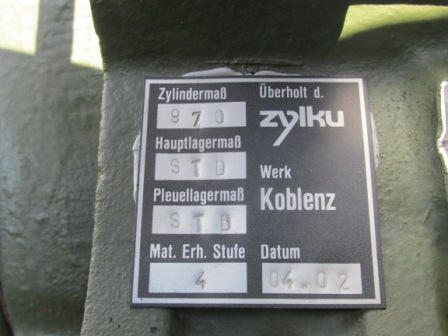 Zylindermaß
970
Hauptlagermaß
STD
Pleuellagermaß
STD
Mat. Erh. Stufe
4
Überholt d.
zylku
Werk
Koblenz
Datum
04.02